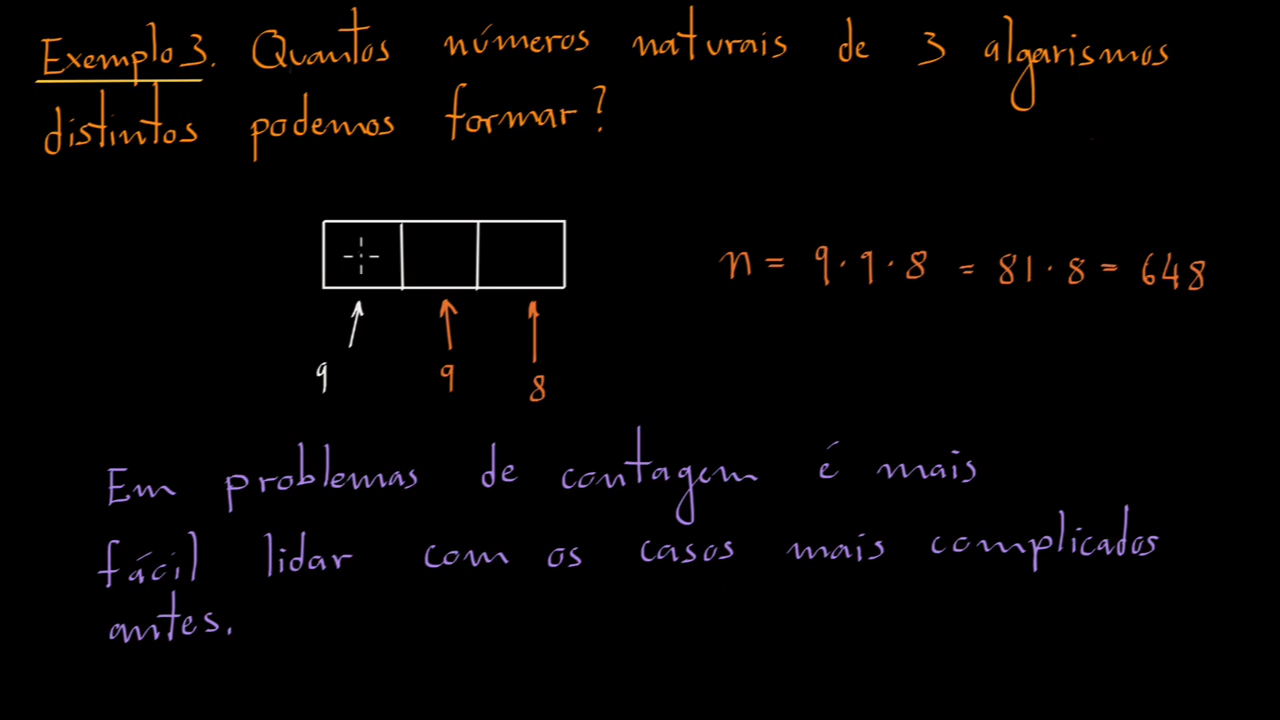 Exemplo 3. Quantos números naturais de 3 algarismos
distintos podemos formar?
n = 9 · 9 · 8 = 81 · 8 = 648
9 9 8
Em problemas de contagem é mais
fácil lidar com os casos mais complicados
antes.